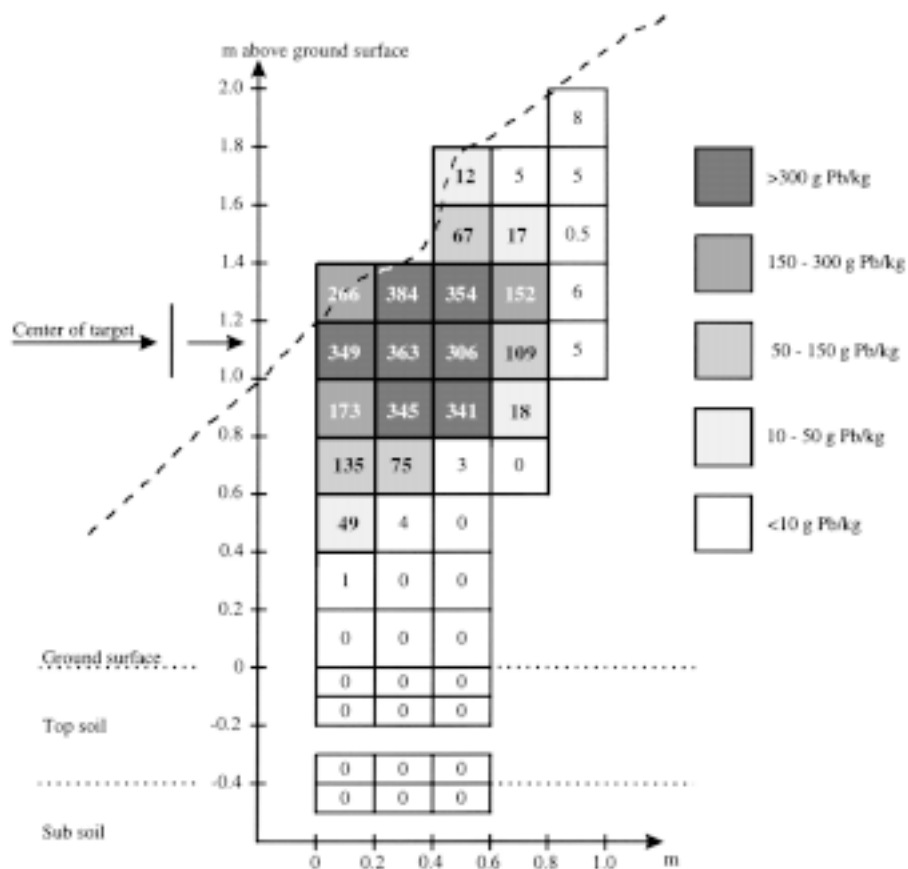 m above ground surface
2.0
8
1.8
12 5 5
>300 g Pb/kg
1.6
67 17 0.5
150 - 300 g Pb/kg
1.4
266 384 354 152 6
1.2
Center of target
349 363 306 109 5
50 - 150 g Pb/kg
1.0
173 345 341 18
10 - 50 g Pb/kg
0.8
135 75 3 0
0.6
49 4 0
<10 g Pb/kg
0.4
1 0 0
0.2
0 0 0
Ground surface
0
0 0 0
0 0 0
Top soil
-0.2
0 0 0
-0.4
0 0 0
Sub soil
0 0.2 0.4 0.6 0.8 1.0 m